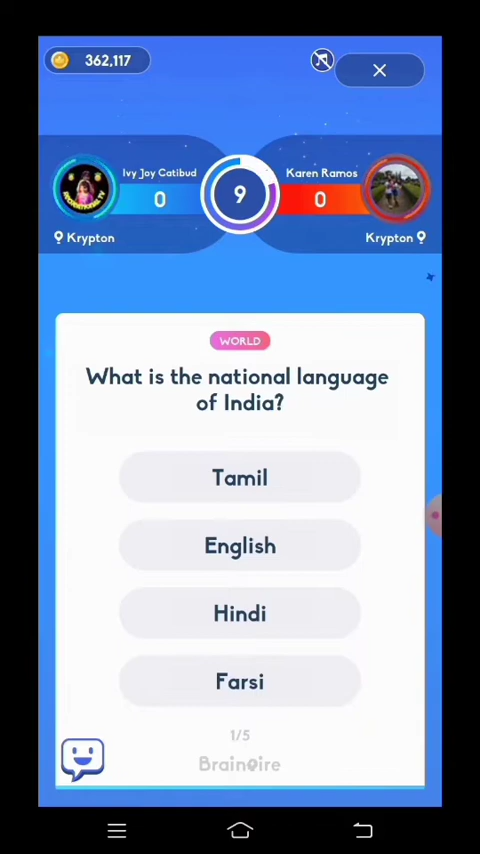 362,117
Ivy Joy Catibud
9
Karen Ramos
0
0
Krypton
Krypton
WORLD
What is the national language
of India?
Tamil
English
Hindi
Farsi
1/5
Brainaire